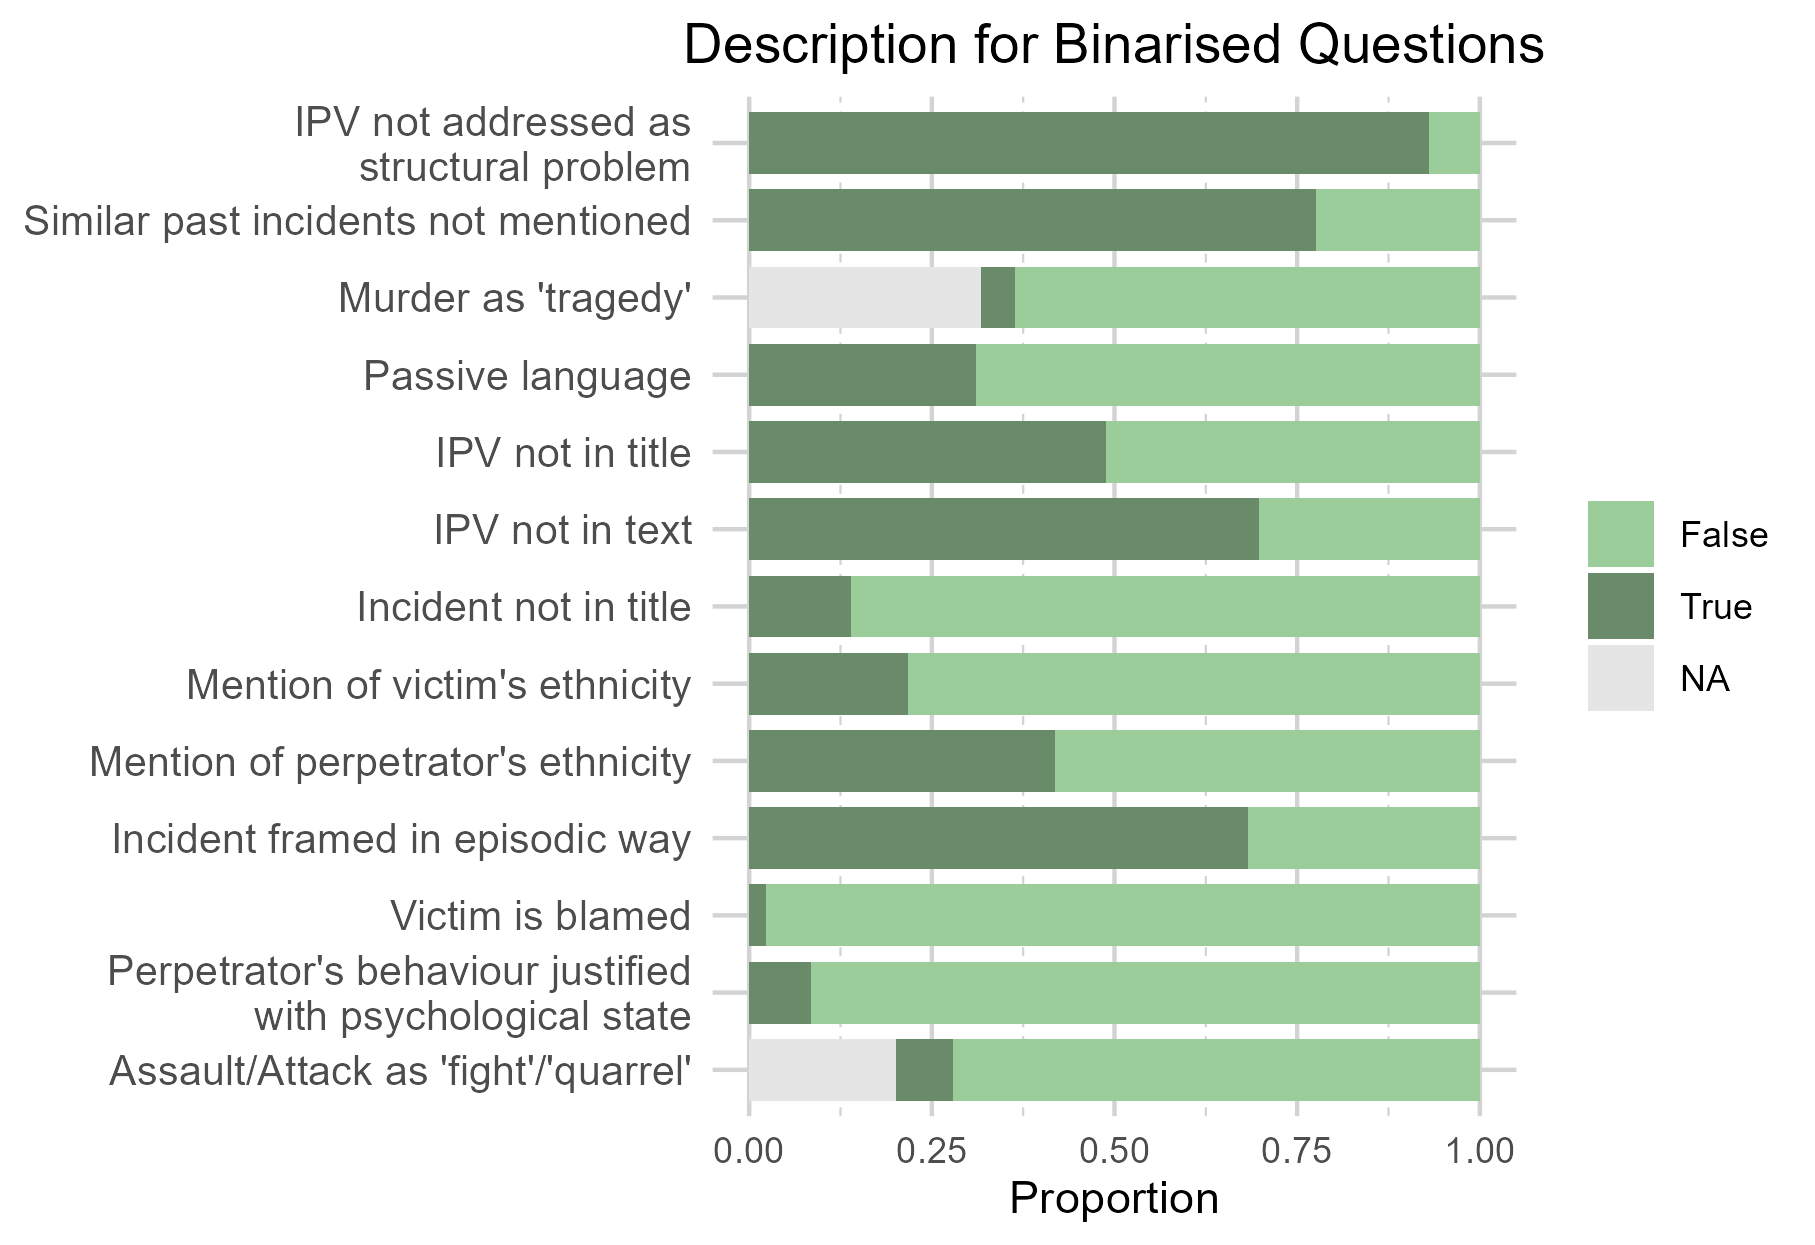 Description for Binarised Questions
IPV not addressed as
structural problem
Similar past incidents not mentioned
Murder as 'tragedy'
Passive language
IPV not in title
IPV not in text
Incident not in title
Mention of victim's ethnicity
Mention of perpetrator's ethnicity
Incident framed in episodic way
Victim is blamed
Perpetrator's behaviour justified
with psychological state
Assault/Attack as 'fight'/'quarrel'
0.00 0.25 0.50 0.75 1.00
Proportion
False
True
NA